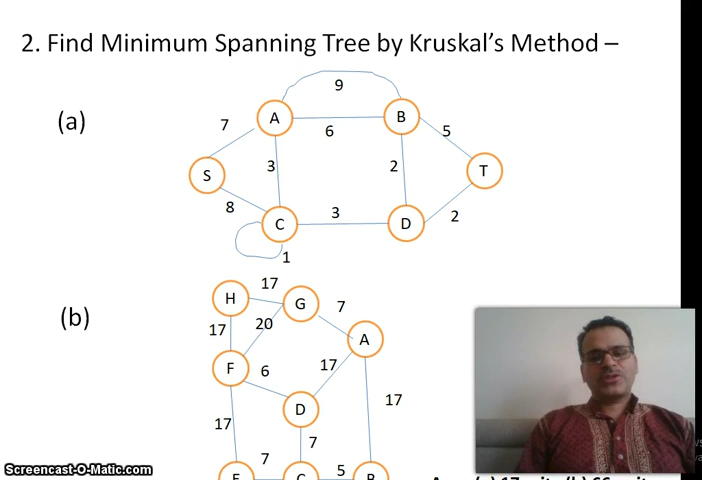 2. Find Minimum Spanning Tree by Kruskal's Method –
9
(a)
A
B
7
6
5
3
2
S
T
8
3
2
C
D
1
17
H
G
7
(b)
17
20
A
F
6
17
D
17
17
7
7
5
E
C
B
Screencast-O-Matic.com